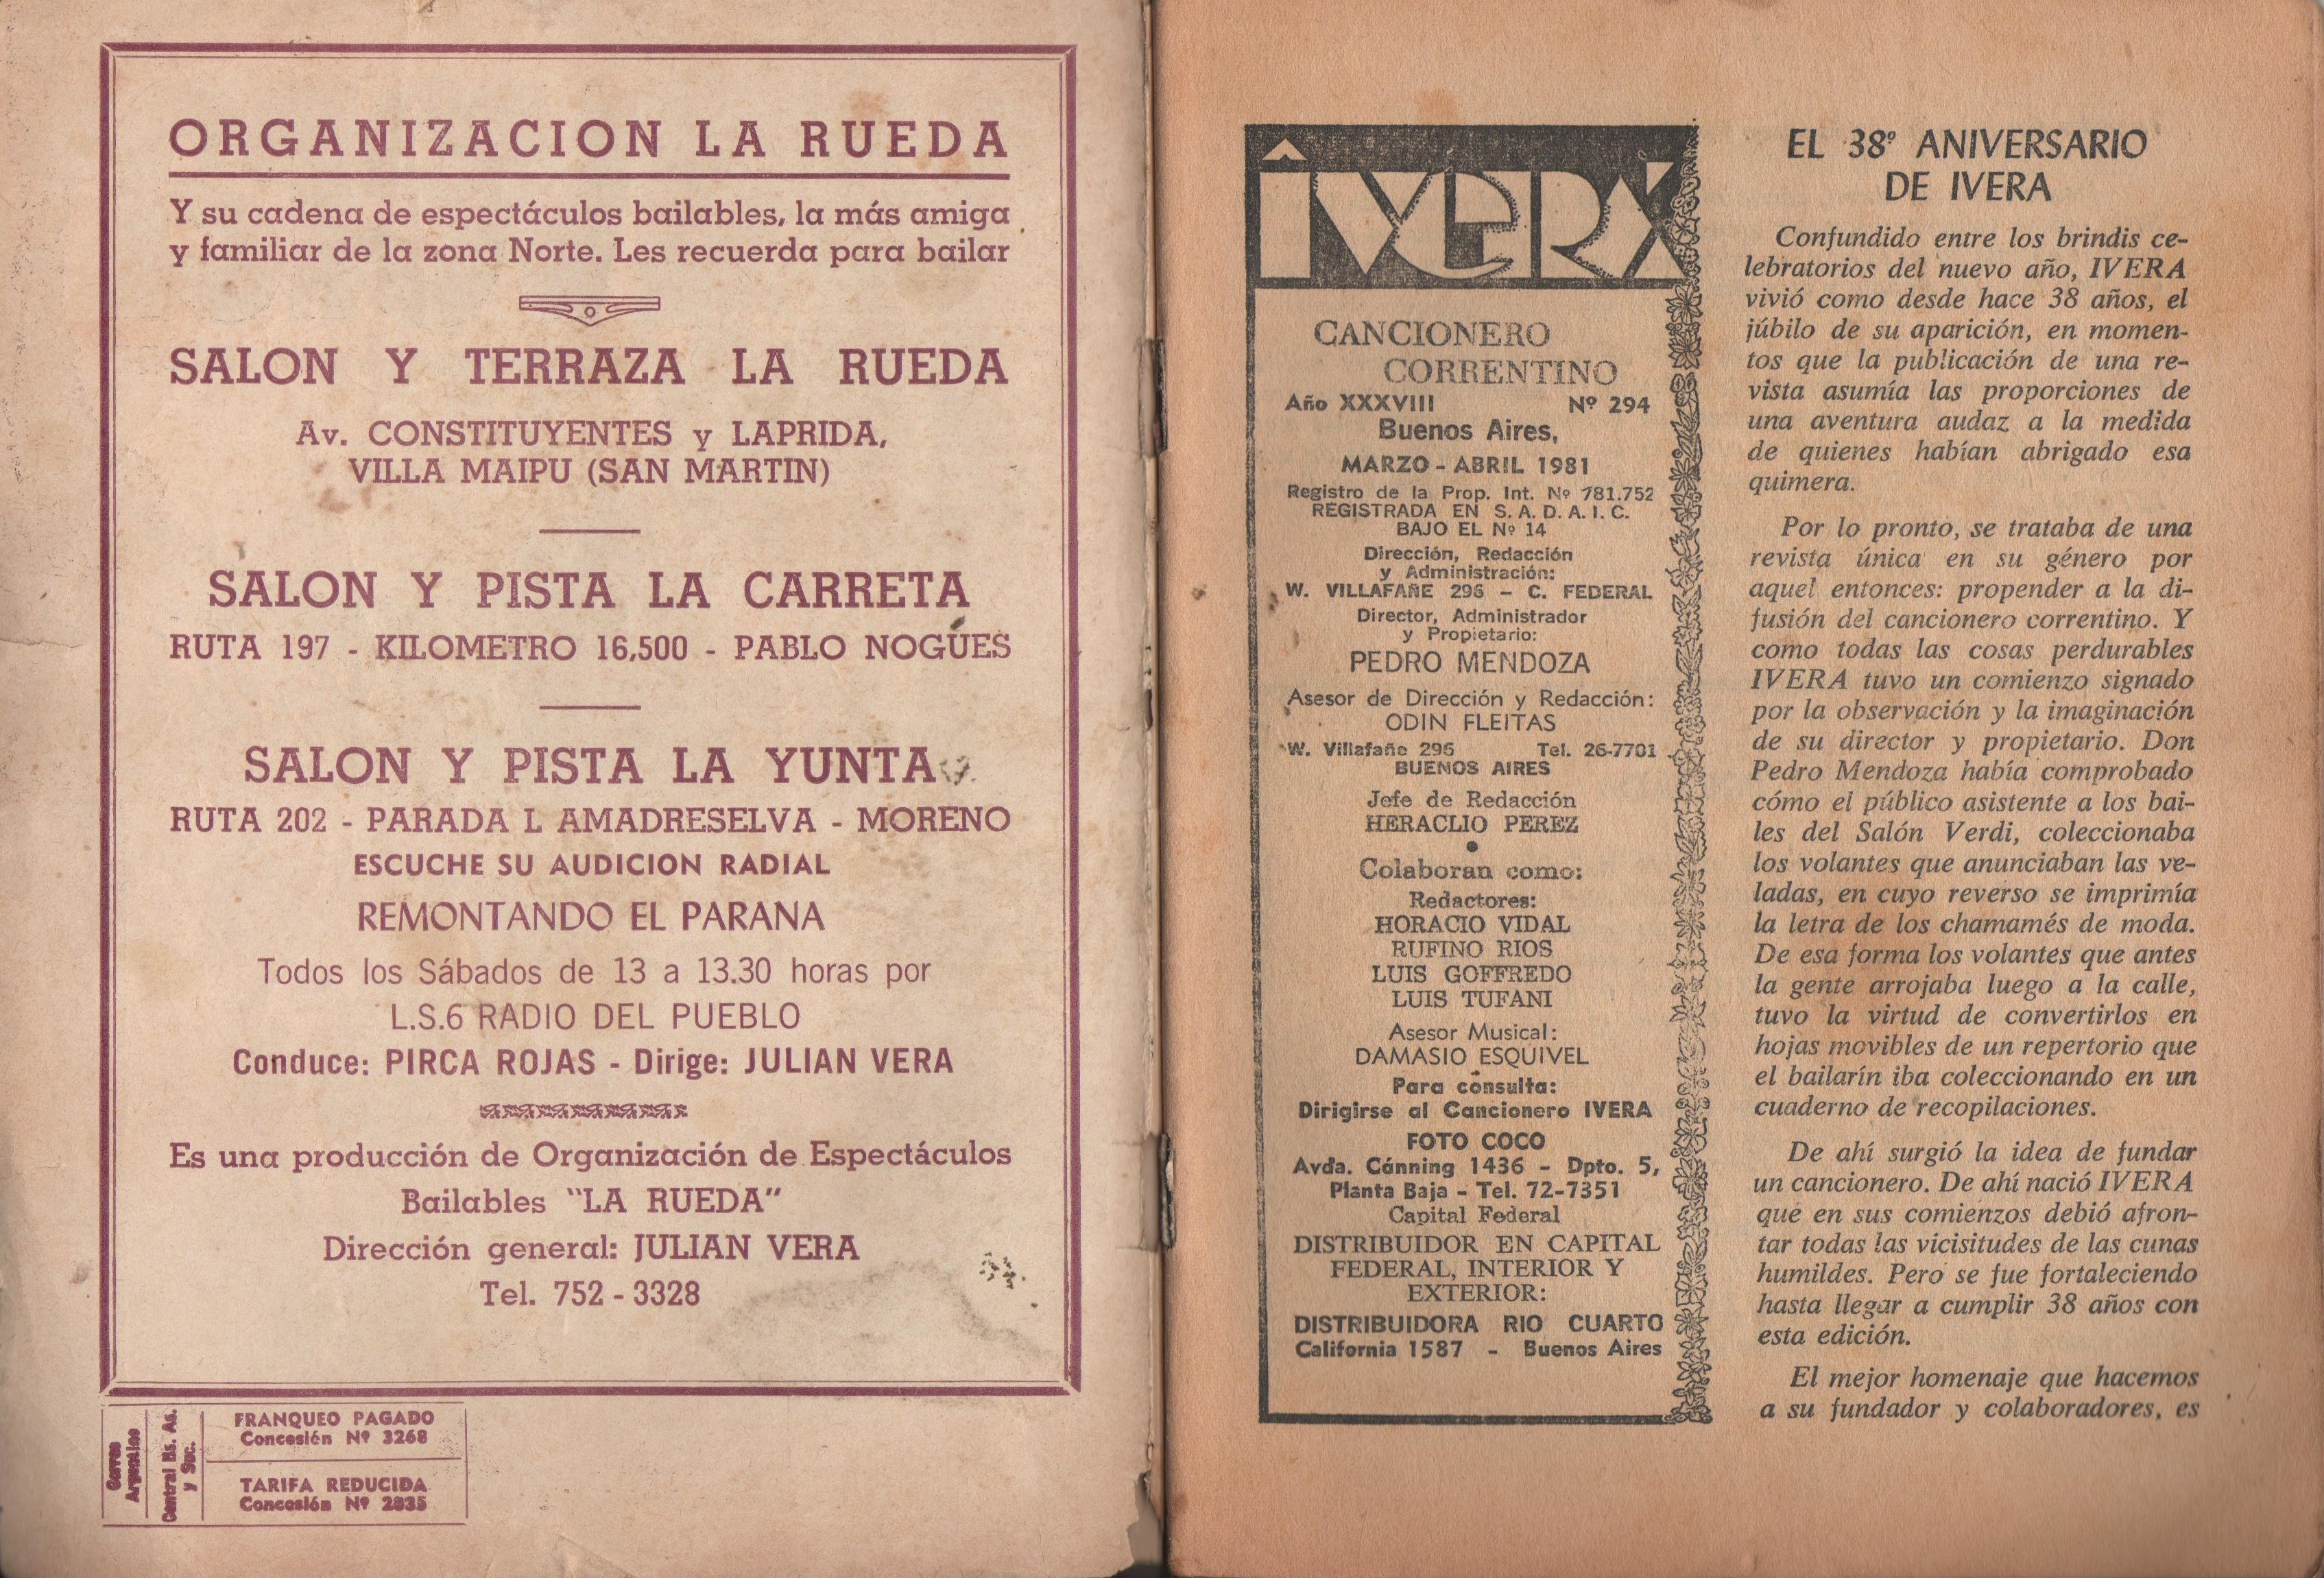 ORGANIZACION LA RUEDA
Y su cadena de espectáculos bailables, la más amiga
y familiar de la zona Norte. Les recuerda para bailar
SALON Y TERRAZA LA RUEDA
Av. CONSTITUYENTES y LAPRIDA,
VILLA MAIPU (SAN MARTIN)
SALON Y PISTA LA CARRETA
RUTA 197 - KILOMETRO 16,500 - PABLO NOGUES
SALON Y PISTA LA YUNTA
RUTA 202 - PARADA L AMADRESELVA - MORENO
ESCUCHE SU AUDICION RADIAL
REMONTANDO EL PARANA
Todos los Sábados de 13 a 13.30 horas por
L.S.6 RADIO DEL PUEBLO
Conduce: PIRCA ROJAS - Dirige: JULIAN VERA
Es una producción de Organización de Espectáculos
Bailables "LA RUEDA"
Dirección general: JULIAN VERA
Tel. 752 - 3328
Correo
Argentino
Central Bs. As.
y Suc.
FRANQUEO PAGADO
Concesión Nº 3268
TARIFA REDUCIDA
Concesión Nº 2835
iVERÁ
CANCIONERO
CORRENTINO
Año XXXVIII Nº 294
Buenos Aires,
MARZO - ABRIL 1981
Registro de la Prop. Int. Nº 781.752
REGISTRADA EN S. A. D. A. I. C.
BAJO EL Nº 14
Dirección, Redacción
y Administración:
W. VILLAFAÑE 296 - C. FEDERAL
Director, Administrador
y Propietario:
PEDRO MENDOZA
Asesor de Dirección y Redacción:
ODIN FLEITAS
W. Villafañe 296 Tel. 26-7701
BUENOS AIRES
Jefe de Redacción
HERACLIO PEREZ
Colaboran como:
Redactores:
HORACIO VIDAL
RUFINO RIOS
LUIS GOFFREDO
LUIS TUFANI
Asesor Musical:
DAMASIO ESQUIVEL
Para consulta:
Dirigirse al Cancionero IVERA
FOTO COCO
Avda. Cánning 1436 - Dpto. 5,
Planta Baja - Tel. 72-7351
Capital Federal
DISTRIBUIDOR EN CAPITAL
FEDERAL, INTERIOR Y
EXTERIOR:
DISTRIBUIDORA RIO CUARTO
California 1587 - Buenos Aires
EL 38º ANIVERSARIO
DE IVERA
Confundido entre los brindis ce-
lebratorios del nuevo año, IVERA
vivió como desde hace 38 años, el
júbilo de su aparición, en momen-
tos que la publicación de una re-
vista asumía las proporciones de
una aventura audaz a la medida
de quienes habían abrigado esa
quimera.
Por lo pronto, se trataba de una
revista única en su género por
aquel entonces: propender a la di-
fusión del cancionero correntino. Y
como todas las cosas perdurables
IVERA tuvo un comienzo signado
por la observación y la imaginación
de su director y propietario. Don
Pedro Mendoza había comprobado
cómo el público asistente a los bai-
les del Salón Verdi, coleccionaba
los volantes que anunciaban las ve-
ladas, en cuyo reverso se imprimía
la letra de los chamamés de moda.
De esa forma los volantes que antes
la gente arrojaba luego a la calle,
tuvo la virtud de convertirlos en
hojas movibles de un repertorio que
el bailarín iba coleccionando en un
cuaderno de recopilaciones.
De ahí surgió la idea de fundar
un cancionero. De ahí nació IVERA
que en sus comienzos debió afron-
tar todas las vicisitudes de las cunas
humildes. Pero se fue fortaleciendo
hasta llegar a cumplir 38 años con
esta edición.
El mejor homenaje que hacemos
a su fundador y colaboradores, es